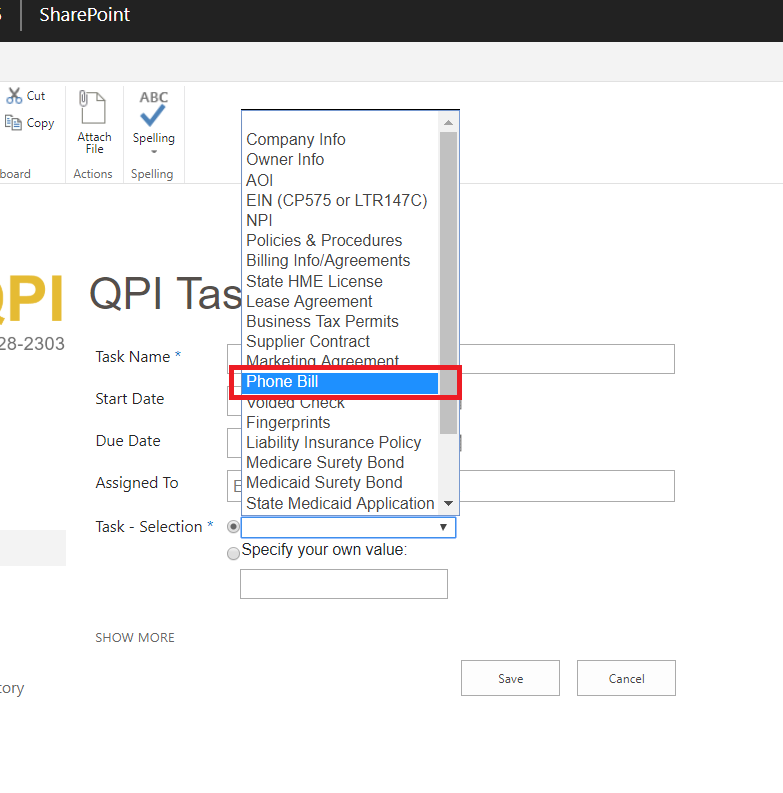 SharePoint
Cut
Copy
Attach
File
ABC
Spelling
board
Actions
Spelling
QPI
28-2303
QPI Tas
Company Info
Owner Info
AOI
EIN (CP575 or LTR147C)
NPI
Policies & Procedures
Billing Info/Agreements
State HME License
Lease Agreement
Business Tax Permits
Supplier Contract
Marketing Agreement
Phone Bill
Voided Check
Fingerprints
Liability Insurance Policy
Medicare Surety Bond
Medicaid Surety Bond
State Medicaid Application
Task Name *
Start Date
Due Date
Assigned To
Task - Selection *
Specify your own value:
SHOW MORE
tory
Save
Cancel